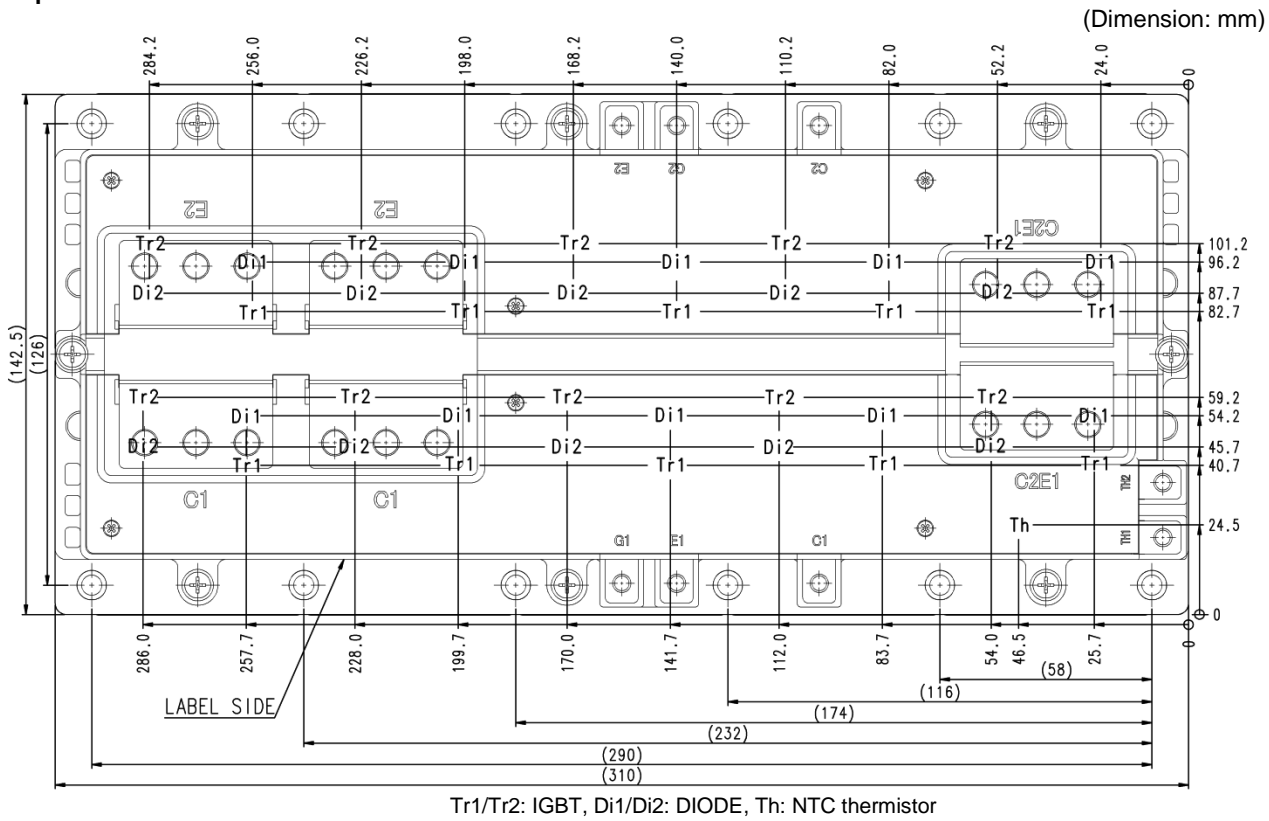 (Dimension: mm)
284.2 256.0 226.2 198.0 168.2 140.0 110.2 82.0 52.2 24.0 0
E2 G2 C2
E2 E2 C2E1
Tr2 Tr2 Tr2 Tr2 Tr2 101.2
Di1 Di1 Di1 Di1 Di1 96.2
Di2 Di2 Di2 Di2 Di2 87.7
Tr1 Tr1 Tr1 Tr1 Tr1 82.7
(142.5) (126)
Tr2 Tr2 Tr2 Tr2 Tr2 59.2
Di1 Di1 Di1 Di1 Di1 54.2
Di2 Di2 Di2 Di2 Di2 45.7
Tr1 Tr1 Tr1 Tr1 Tr1 40.7
C1 C1 C2E1 TH2
Th 24.5
G1 E1 C1 TH1
0
286.0 257.7 228.0 199.7 170.0 141.7 112.0 83.7 54.0 46.5 25.7 0
(58)
(116)
LABEL SIDE
(174)
(232)
(290)
(310)
Tr1/Tr2: IGBT, Di1/Di2: DIODE, Th: NTC thermistor